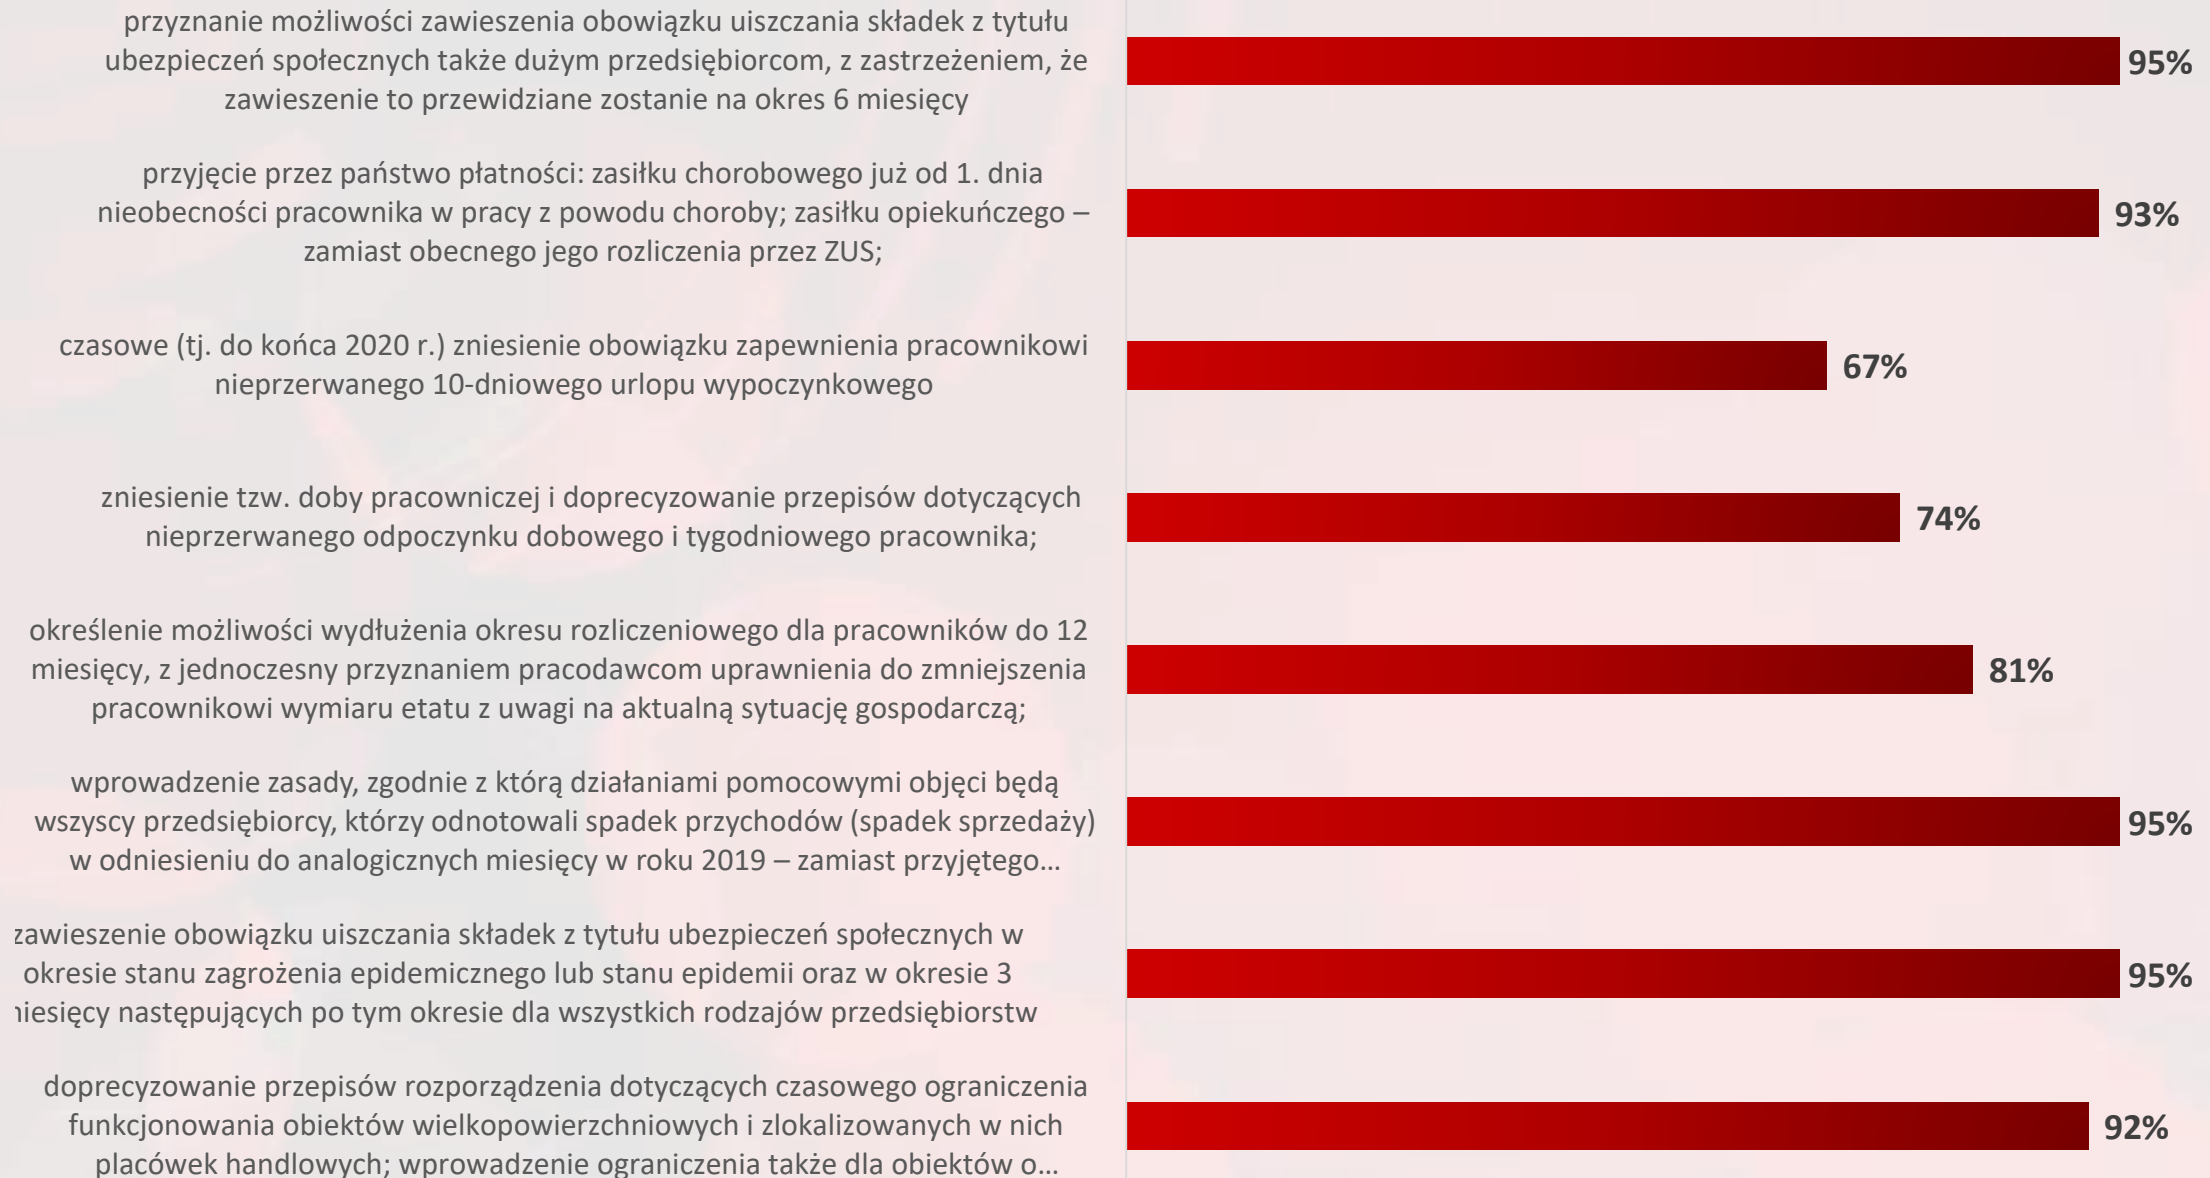 przyznanie możliwości zawieszenia obowiązku uiszczania składek z tytułu
ubezpieczeń społecznych także dużym przedsiębiorcom, z zastrzeżeniem, że
zawieszenie to przewidziane zostanie na okres 6 miesięcy
95%
przyjęcie przez państwo płatności: zasiłku chorobowego już od 1. dnia
nieobecności pracownika w pracy z powodu choroby; zasiłku opiekuńczego –
zamiast obecnego jego rozliczenia przez ZUS;
93%
czasowe (tj. do końca 2020 r.) zniesienie obowiązku zapewnienia pracownikowi
nieprzerwanego 10-dniowego urlopu wypoczynkowego
67%
zniesienie tzw. doby pracowniczej i doprecyzowanie przepisów dotyczących
nieprzerwanego odpoczynku dobowego i tygodniowego pracownika;
74%
określenie możliwości wydłużenia okresu rozliczeniowego dla pracowników do 12
miesięcy, z jednoczesny przyznaniem pracodawcom uprawnienia do zmniejszenia
pracownikowi wymiaru etatu z uwagi na aktualną sytuację gospodarczą;
81%
wprowadzenie zasady, zgodnie z którą działaniami pomocowymi objęci będą
wszyscy przedsiębiorcy, którzy odnotowali spadek przychodów (spadek sprzedaży)
w odniesieniu do analogicznych miesięcy w roku 2019 – zamiast przyjętego…
95%
zawieszenie obowiązku uiszczania składek z tytułu ubezpieczeń społecznych w
okresie stanu zagrożenia epidemicznego lub stanu epidemii oraz w okresie 3
iesięcy następujących po tym okresie dla wszystkich rodzajów przedsiębiorstw
95%
doprecyzowanie przepisów rozporządzenia dotyczących czasowego ograniczenia
funkcjonowania obiektów wielkopowierzchniowych i zlokalizowanych w nich
placówek handlowych; wprowadzenie ograniczenia także dla obiektów o…
92%